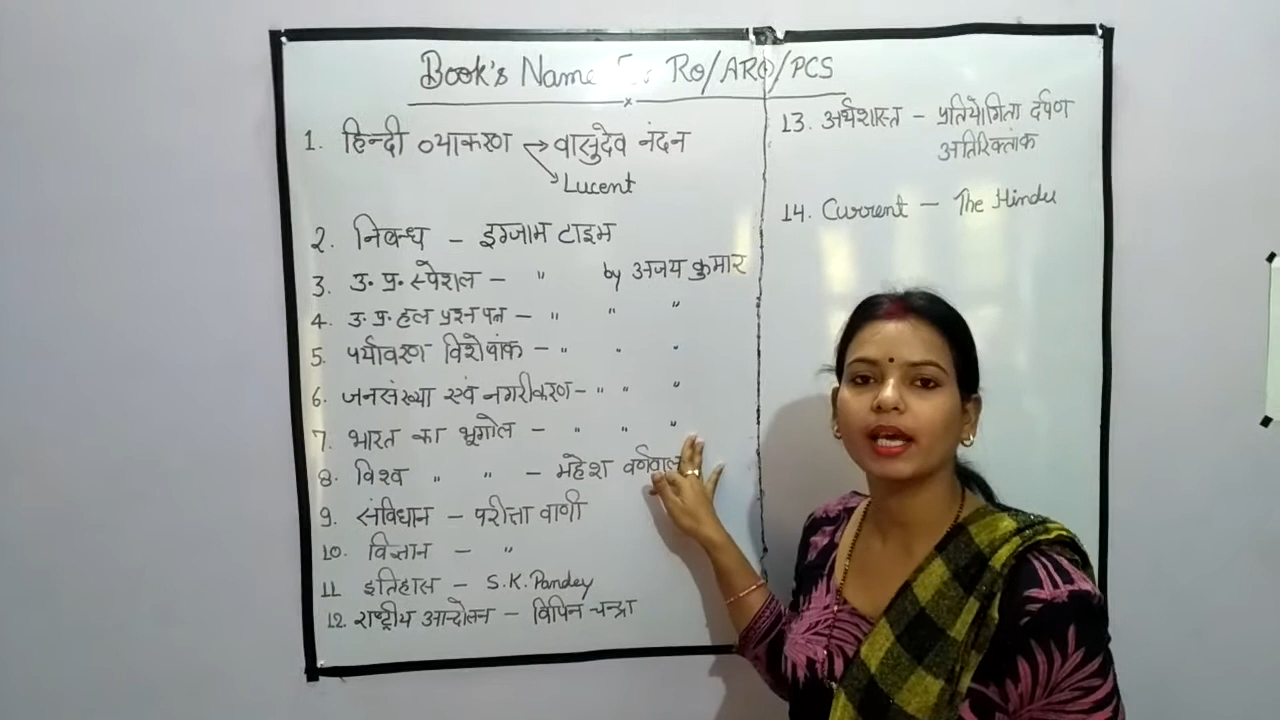 Book's Name RO/ARO/PCS
1. हिन्दी व्याकरण → वासुदेव नंदन
→ Lucent
2. निबन्ध - इग्जाम टाइम
3. उ. प्र. स्पेशल - " by अजय कुमार
4. उ. प्र. हल प्रश्न पत्र - " " "
5. पर्यावरण विशेषांक - " " "
6. जनसंख्या एवं नगरीकरण - " " "
7. भारत का भूगोल - " " "
8. विश्व " " - महेश वर्णवाल
9. संविधान - परीक्षा वाणी
10. विज्ञान - "
11 इतिहास - S.K. Pandey
12. राष्ट्रीय आन्दोलन - विपिन चन्द्रा
13. अर्थशास्त्र - प्रतियोगिता दर्पण
अतिरिक्तांक
14. Current - The Hindu